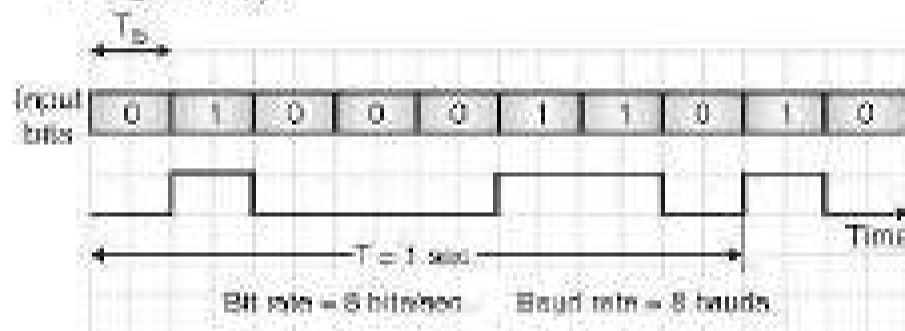 Tb
Input
bits
0 1 0 0 0 1 1 0 1 0
Time
T = 1 sec
Bit rate = 8 bits/sec Baud rate = 8 bauds